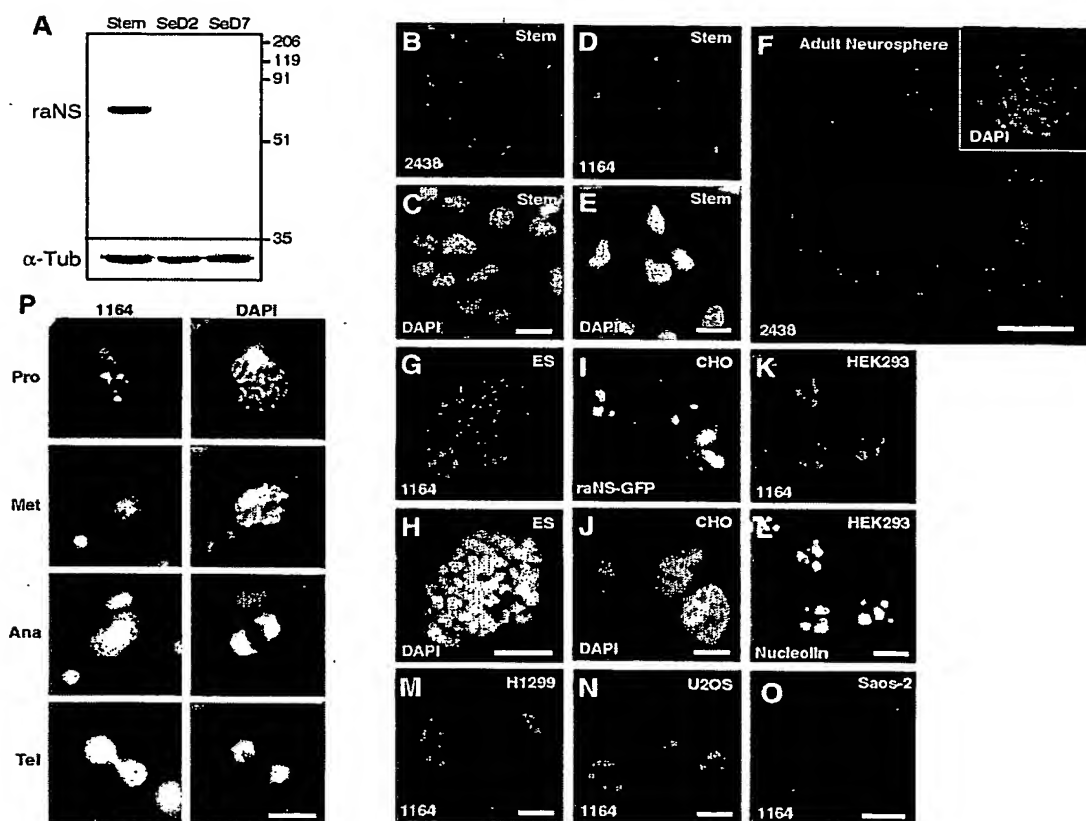 A
Stem SeD2 SeD7
206
119
91
raNS
51
35
α-Tub
B
Stem
2438
D
Stem
1164
F
Adult Neurosphere
DAPI
2438
C
Stem
DAPI
E
Stem
DAPI
P
1164
DAPI
Pro
Met
Ana
Tel
G
ES
1164
I
CHO
raNS-GFP
K
HEK293
1164
H
ES
DAPI
J
CHO
DAPI
L
HEK293
Nucleolin
M
H1299
1164
N
U2OS
1164
O
Saos-2
1164